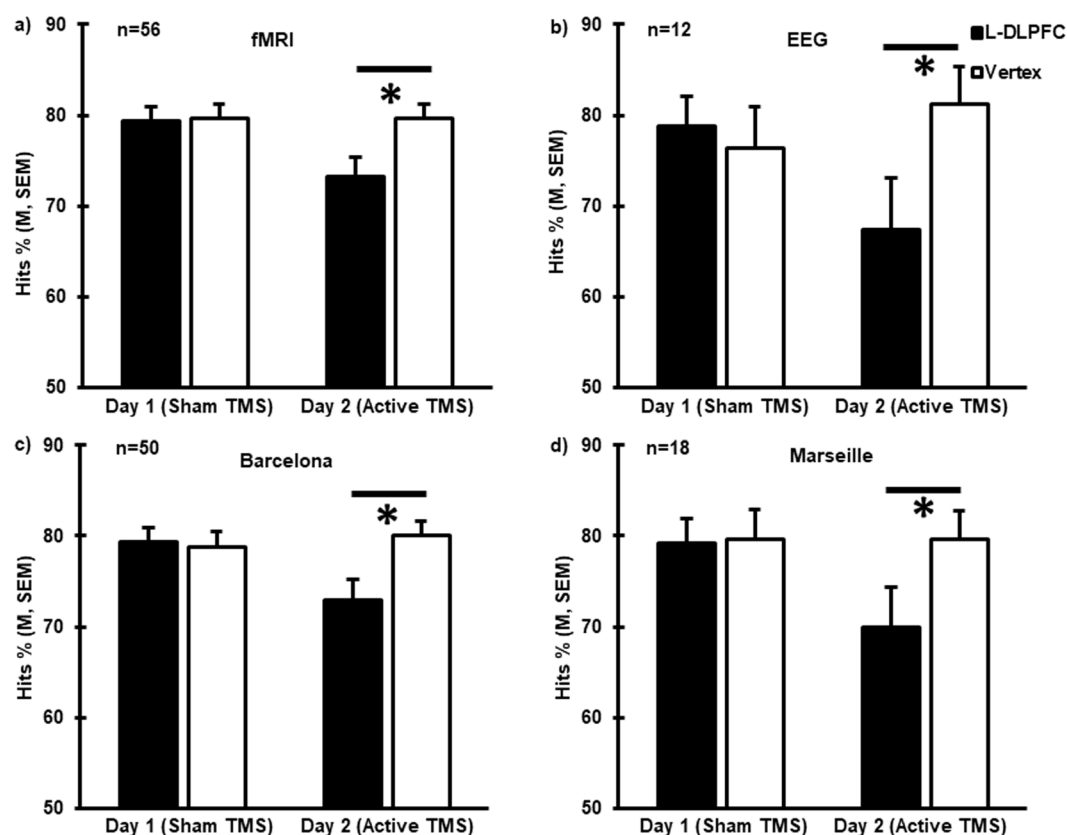 a) n=56 fMRI
90
80
70
60
50
Hits % (M, SEM)
*
Day 1 (Sham TMS) Day 2 (Active TMS)
b) n=12 EEG
L-DLPFC
Vertex
90
80
70
60
50
Hits % (M, SEM)
*
Day 1 (Sham TMS) Day 2 (Active TMS)
c) n=50 Barcelona
90
80
70
60
50
Hits % (M, SEM)
*
Day 1 (Sham TMS) Day 2 (Active TMS)
d) n=18 Marseille
90
80
70
60
50
Hits % (M, SEM)
*
Day 1 (Sham TMS) Day 2 (Active TMS)